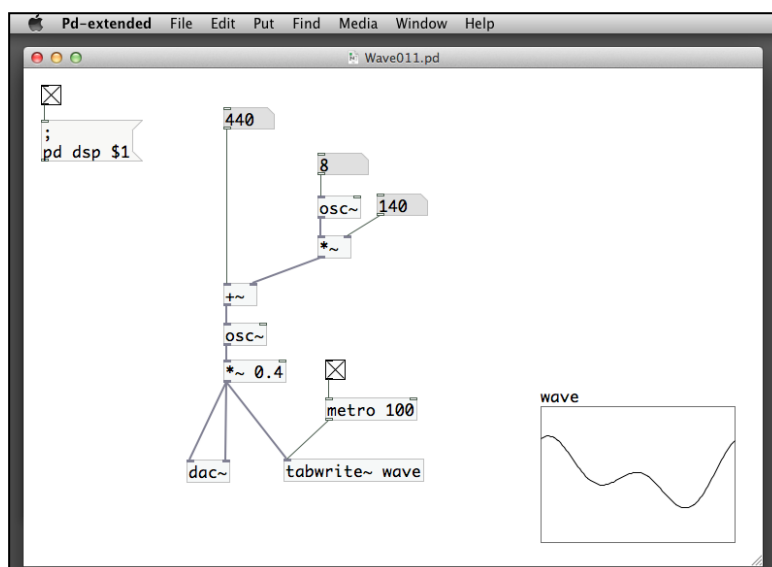 Pd-extended File Edit Put Find Media Window Help
Wave011.pd
;
pd dsp $1
440
8
osc~
140
*~
+~
osc~
*~ 0.4
metro 100
wave
dac~
tabwrite~ wave